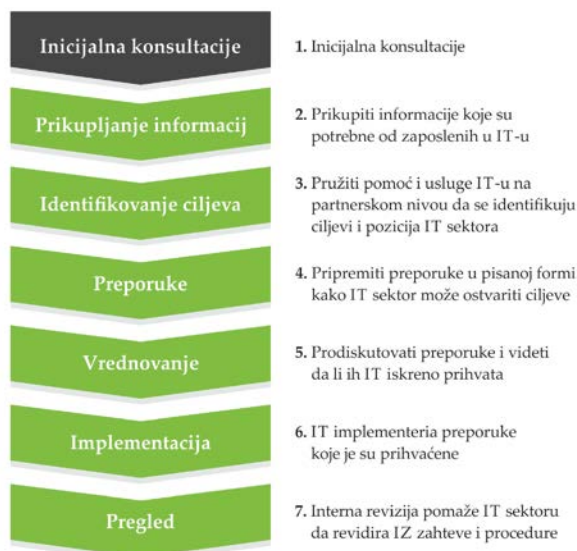 Inicijalna konsultacije
1. Inicijalna konsultacije
Prikupljanje informacij
2. Prikupiti informacije koje su
potrebne od zaposlenih u IT-u
Identifikovanje ciljeva
3. Pružiti pomoć i usluge IT-u na
partnerskom nivou da se identifikuju
ciljevi i pozicija IT sektora
Preporuke
4. Pripremiti preporuke u pisanoj formi
kako IT sektor može ostvariti ciljeve
Vrednovanje
5. Prodiskutovati preporuke i videti
da li ih IT iskreno prihvata
Implementacija
6. IT implementeria preporuke
koje je su prihvaćene
Pregled
7. Interna revizija pomaže IT sektoru
da revidira IZ zahteve i procedure